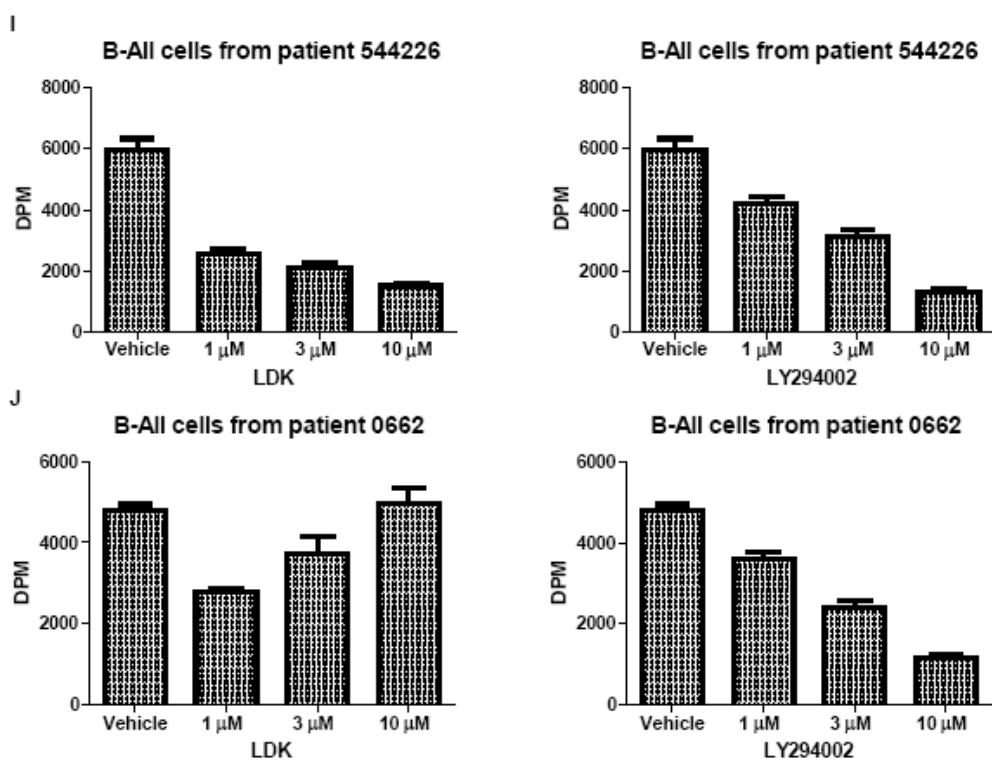 I
B-All cells from patient 544226
8000
6000
4000
2000
0
DPM
Vehicle 1 µM 3 µM 10 µM
LDK
B-All cells from patient 544226
8000
6000
4000
2000
0
DPM
Vehicle 1 µM 3 µM 10 µM
LY294002
J
B-All cells from patient 0662
6000
4000
2000
0
DPM
Vehicle 1 µM 3 µM 10 µM
LDK
B-All cells from patient 0662
6000
4000
2000
0
DPM
Vehicle 1 µM 3 µM 10 µM
LY294002